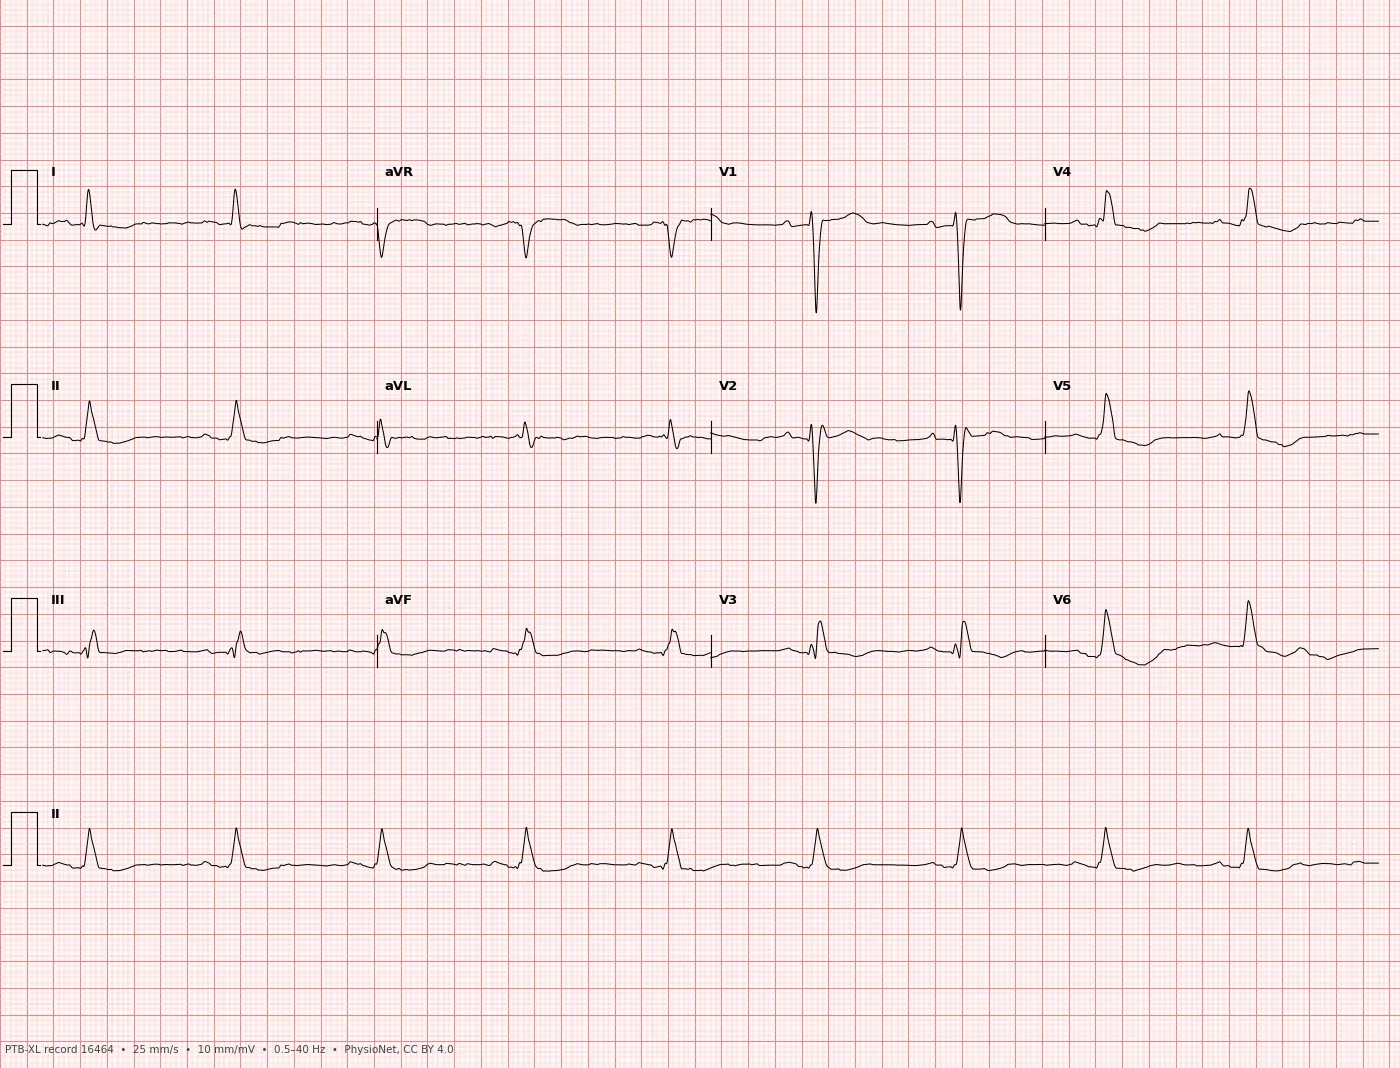 I aVR V1 V4
II aVL V2 V5
III aVF V3 V6
II
PTB-XL record 16464 • 25 mm/s • 10 mm/mV • 0.5–40 Hz • PhysioNet, CC BY 4.0